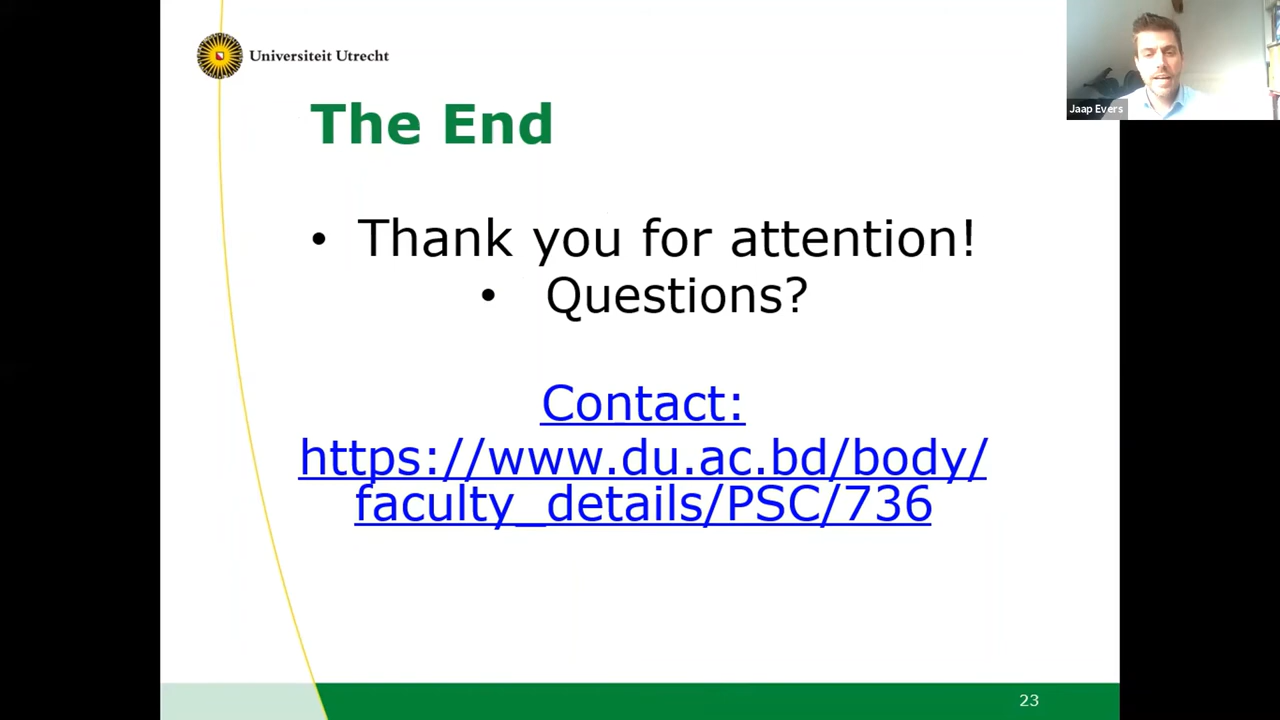 Universiteit Utrecht
Jaap Evers
The End
• Thank you for attention!
• Questions?
Contact:
https://www.du.ac.bd/body/
faculty_details/PSC/736
23